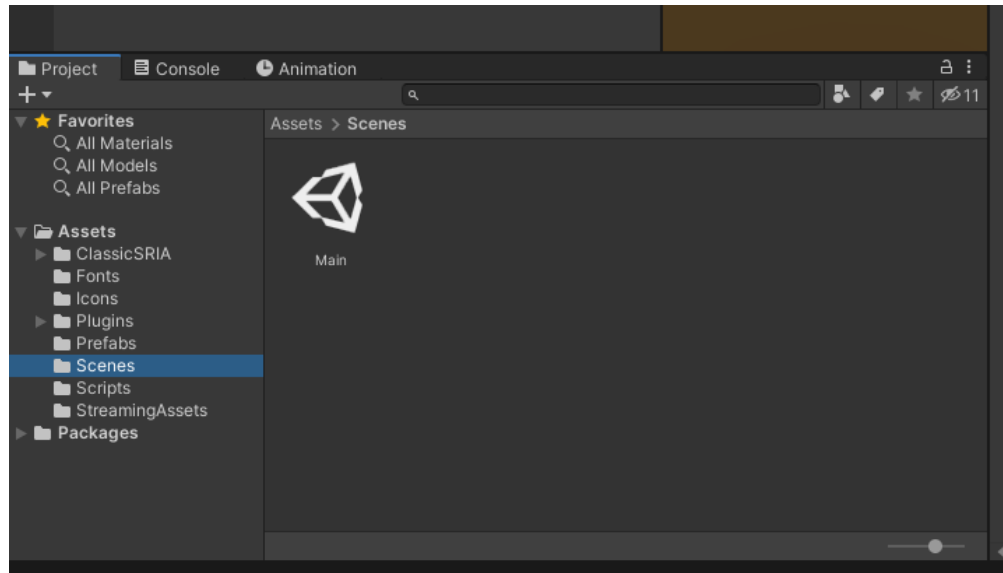 Project
Console
Animation
11
Favorites
All Materials
All Models
All Prefabs
Assets
ClassicSRIA
Fonts
Icons
Plugins
Prefabs
Scenes
Scripts
StreamingAssets
Packages
Assets > Scenes
Main